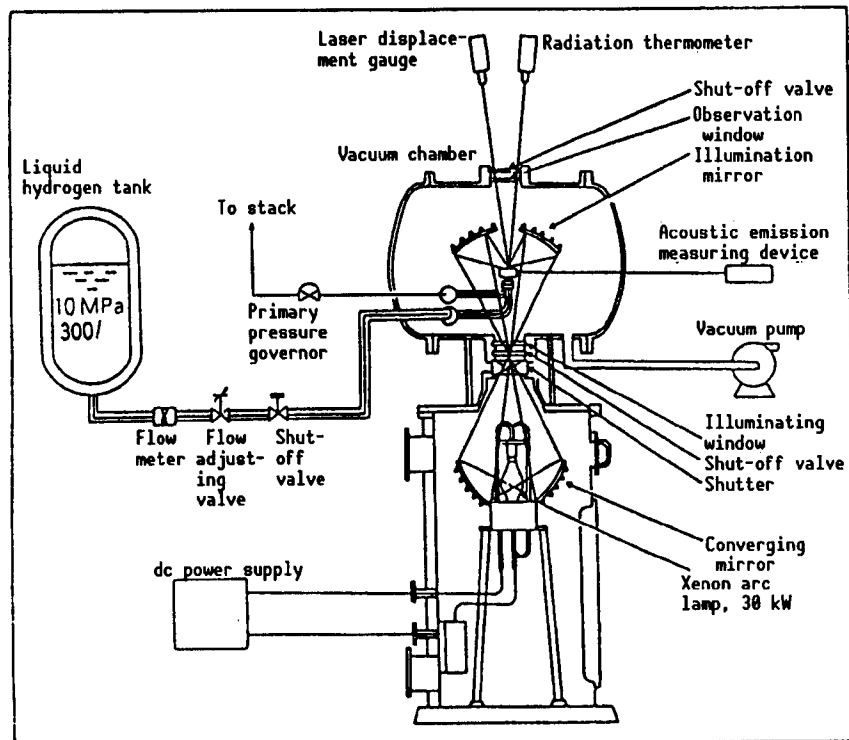 Laser displace-
ment gauge
Radiation thermometer
Shut-off valve
Observation
window
Illumination
mirror
Vacuum chamber
Liquid
hydrogen tank
To stack
Acoustic emission
measuring device
10 MPa
300l
Primary
pressure
governor
Vacuum pump
Flow
meter
Flow
adjust-
ing
valve
Shut-
off
valve
Illuminating
window
Shut-off valve
Shutter
Converging
mirror
Xenon arc
lamp, 30 kW
dc power supply